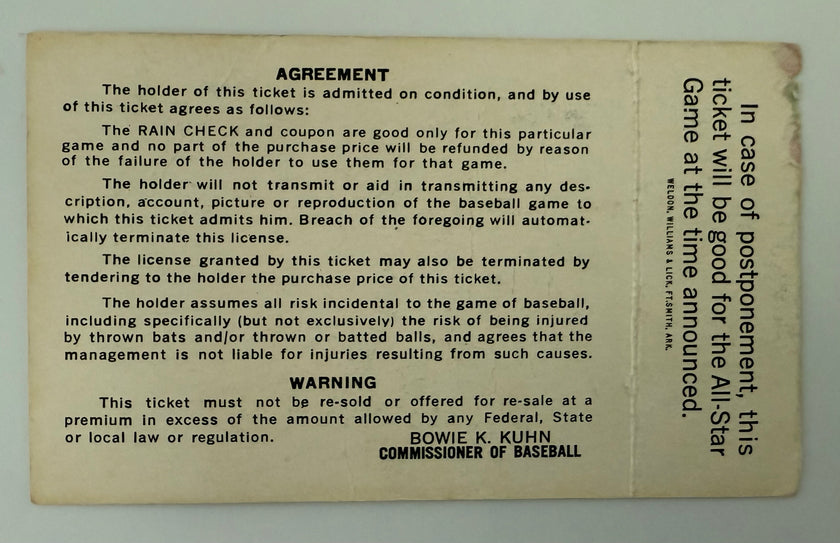 AGREEMENT
The holder of this ticket is admitted on condition, and by use
of this ticket agrees as follows:
The RAIN CHECK and coupon are good only for this particular
game and no part of the purchase price will be refunded by reason
of the failure of the holder to use them for that game.
The holder will not transmit or aid in transmitting any des-
cription, account, picture or reproduction of the baseball game to
which this ticket admits him. Breach of the foregoing will automat-
ically terminate this license.
The license granted by this ticket may also be terminated by
tendering to the holder the purchase price of this ticket.
The holder assumes all risk incidental to the game of baseball,
including specifically (but not exclusively) the risk of being injured
by thrown bats and/or thrown or batted balls, and agrees that the
management is not liable for injuries resulting from such causes.
WARNING
This ticket must not be re-sold or offered for re-sale at a
premium in excess of the amount allowed by any Federal, State
or local law or regulation.
BOWIE K. KUHN
COMMISSIONER OF BASEBALL
In case of postponement, this
ticket will be good for the All-Star
Game at the time announced.
WELDON, WILLIAMS & LICK, FT. SMITH, ARK.